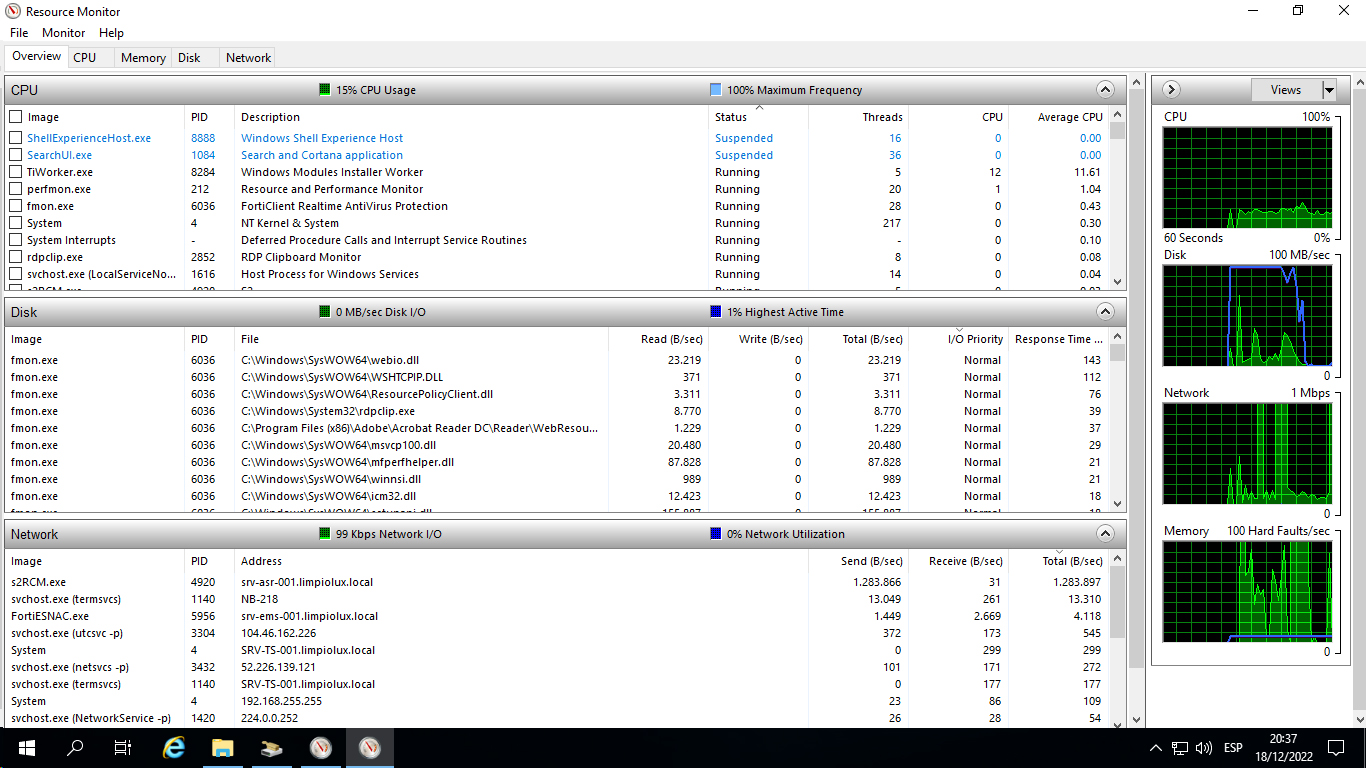 Resource Monitor
File Monitor Help
Overview CPU Memory Disk Network
CPU 15% CPU Usage 100% Maximum Frequency
Image PID Description Status Threads CPU Average CPU
ShellExperienceHost.exe 8888 Windows Shell Experience Host Suspended 16 0 0.00
SearchUI.exe 1084 Search and Cortana application Suspended 36 0 0.00
TiWorker.exe 8284 Windows Modules Installer Worker Running 5 12 11.61
perfmon.exe 212 Resource and Performance Monitor Running 20 1 1.04
fmon.exe 6036 FortiClient Realtime AntiVirus Protection Running 28 0 0.43
System 4 NT Kernel & System Running 217 0 0.30
System Interrupts - Deferred Procedure Calls and Interrupt Service Routines Running - 0 0.10
rdpclip.exe 2852 RDP Clipboard Monitor Running 8 0 0.08
svchost.exe (LocalServiceNo... 1616 Host Process for Windows Services Running 14 0 0.04
Disk 0 MB/sec Disk I/O 1% Highest Active Time
Image PID File Read (B/sec) Write (B/sec) Total (B/sec) I/O Priority Response Time ...
fmon.exe 6036 C:\Windows\SysWOW64\webio.dll 23.219 0 23.219 Normal 143
fmon.exe 6036 C:\Windows\SysWOW64\WSHTCPIP.DLL 371 0 371 Normal 112
fmon.exe 6036 C:\Windows\SysWOW64\ResourcePolicyClient.dll 3.311 0 3.311 Normal 76
fmon.exe 6036 C:\Windows\System32\rdpclip.exe 8.770 0 8.770 Normal 39
fmon.exe 6036 C:\Program Files (x86)\Adobe\Acrobat Reader DC\Reader\WebResou... 1.229 0 1.229 Normal 37
fmon.exe 6036 C:\Windows\SysWOW64\msvcp100.dll 20.480 0 20.480 Normal 29
fmon.exe 6036 C:\Windows\SysWOW64\mfperfhelper.dll 87.828 0 87.828 Normal 21
fmon.exe 6036 C:\Windows\SysWOW64\winnsi.dll 989 0 989 Normal 21
fmon.exe 6036 C:\Windows\SysWOW64\icm32.dll 12.423 0 12.423 Normal 18
Network 99 Kbps Network I/O 0% Network Utilization
Image PID Address Send (B/sec) Receive (B/sec) Total (B/sec)
s2RCM.exe 4920 srv-asr-001.limpiolux.local 1.283.866 31 1.283.897
svchost.exe (termsvcs) 1140 NB-218 13.049 261 13.310
FortiESNAC.exe 5956 srv-ems-001.limpiolux.local 1.449 2.669 4.118
svchost.exe (utcsvc -p) 3304 104.46.162.226 372 173 545
System 4 SRV-TS-001.limpiolux.local 0 299 299
svchost.exe (netsvcs -p) 3432 52.226.139.121 101 171 272
svchost.exe (termsvcs) 1140 SRV-TS-001.limpiolux.local 0 177 177
System 4 192.168.255.255 23 86 109
svchost.exe (NetworkService -p) 1420 224.0.0.252 26 28 54
Views
CPU 100%
60 Seconds 0%
Disk 100 MB/sec
0
Network 1 Mbps
0
Memory 100 Hard Faults/sec
0
ESP
20:37
18/12/2022